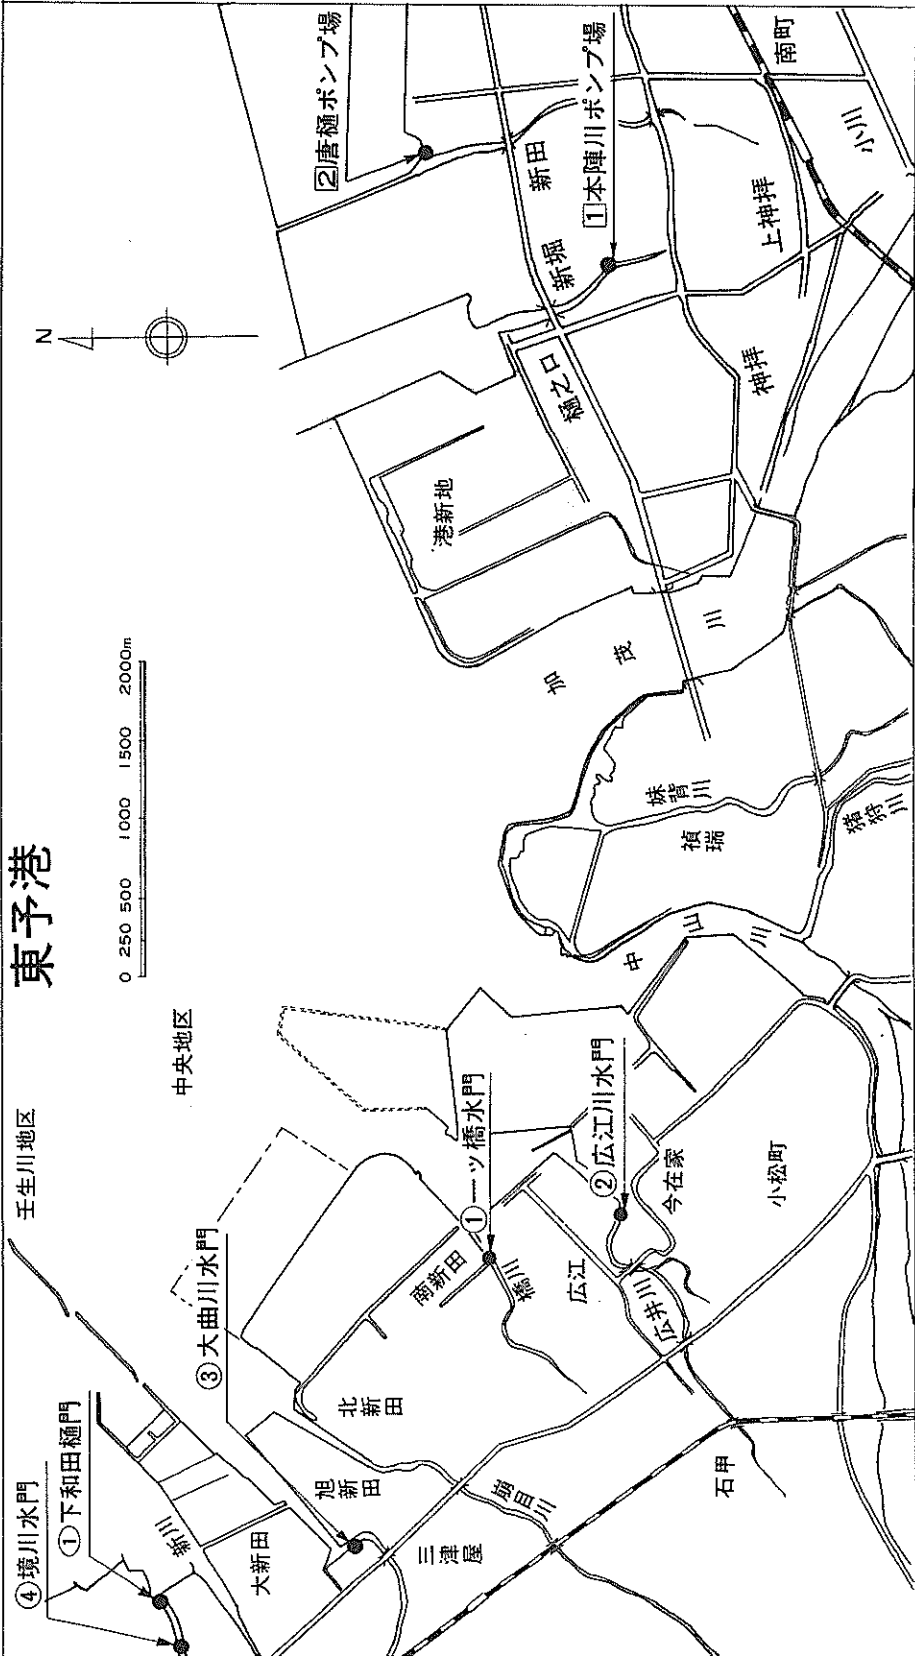 東予港
0 250 500 1000 1500 2000m
N
壬生川地区
中央地区
④境川水門
①下和田樋門
③大曲川水門
①一ツ橋水門
②広江川水門
②唐樋ポンプ場
①本陣川ポンプ場
新川
大新田
旭新田
三津屋
北新田
崩目川
南新田
橋川
広江
広井川
今在家
小松町
石甲
中山川
禎瑞
妹背川
猪狩川
加茂川
港新地
樋之口
新堀
新田
神拝
上神拝
小川
南町